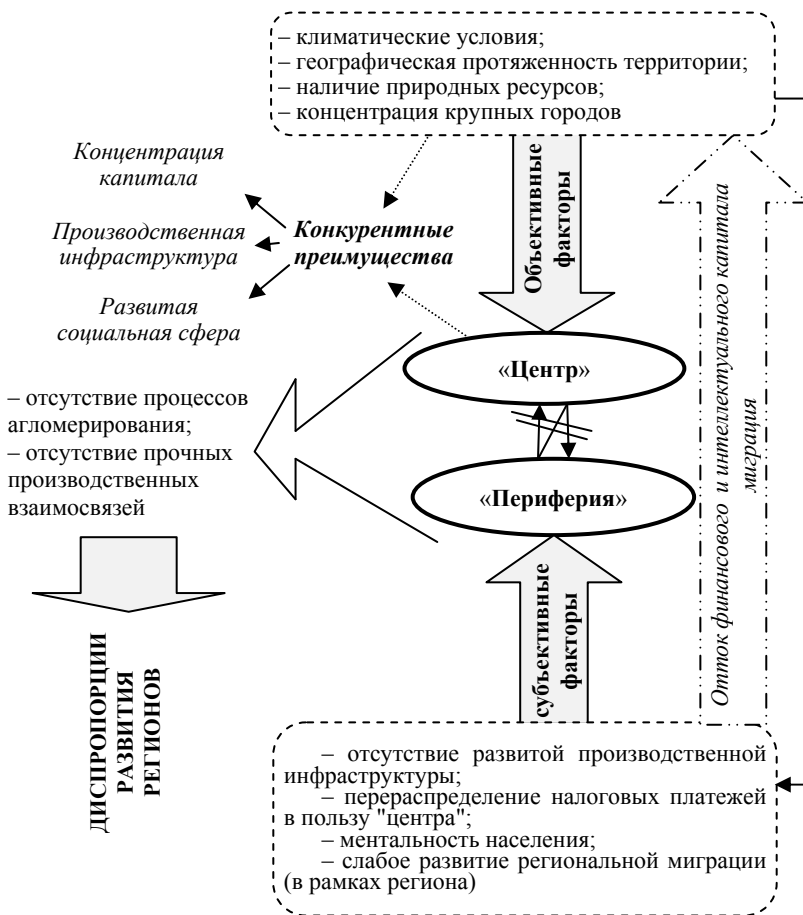 – климатические условия;
– географическая протяженность территории;
– наличие природных ресурсов;
– концентрация крупных городов
Концентрация
капитала
Производственная
инфраструктура
Развитая
социальная сфера
Конкурентные
преимущества
Объективные
факторы
«Центр»
«Периферия»
– отсутствие процессов
агломерирования;
– отсутствие прочных
производственных
взаимосвязей
ДИСПРОПОРЦИИ
РАЗВИТИЯ
РЕГИОНОВ
субъективные
факторы
Отток финансового и интеллектуального капитала
миграция
– отсутствие развитой производственной
инфраструктуры;
– перераспределение налоговых платежей
в пользу "центра";
– ментальность населения;
– слабое развитие региональной миграции
(в рамках региона)